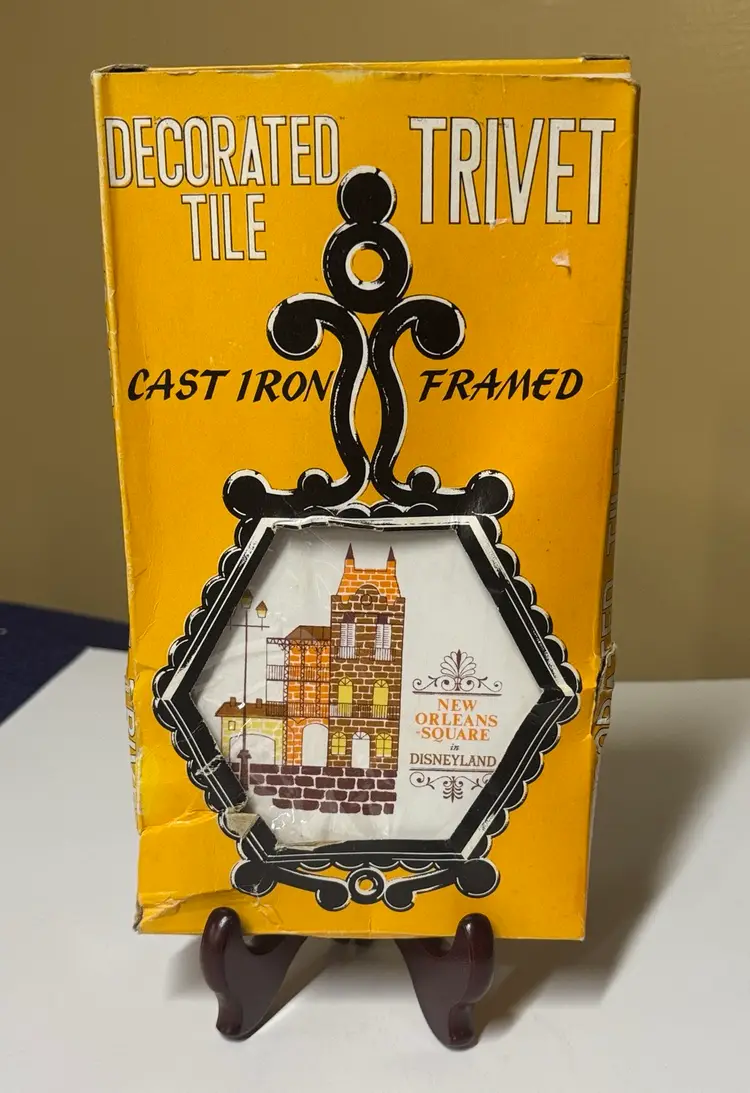 DECORATED
TILE
TRIVET
CAST IRON FRAMED
NEW
ORLEANS
SQUARE
in
DISNEYLAND